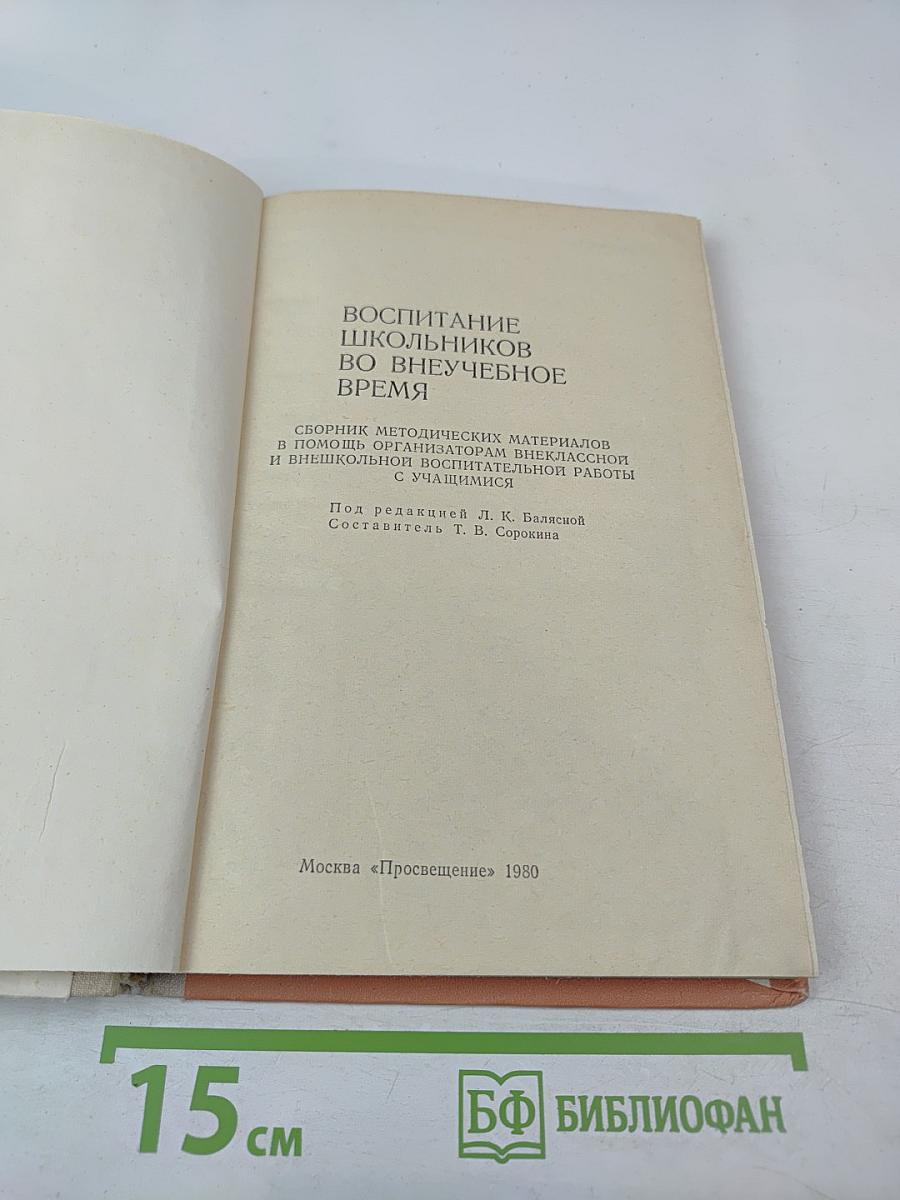 ВОСПИТАНИЕ
ШКОЛЬНИКОВ
ВО ВНЕУЧЕБНОЕ
ВРЕМЯ
СБОРНИК МЕТОДИЧЕСКИХ МАТЕРИАЛОВ
В ПОМОЩЬ ОРГАНИЗАТОРАМ ВНЕКЛАССНОЙ
И ВНЕШКОЛЬНОЙ ВОСПИТАТЕЛЬНОЙ РАБОТЫ
С УЧАЩИМИСЯ
Под редакцией Л. К. Балясной
Составитель Т. В. Сорокина
Москва «Просвещение» 1980
15 см
БФ БИБЛИОФАН